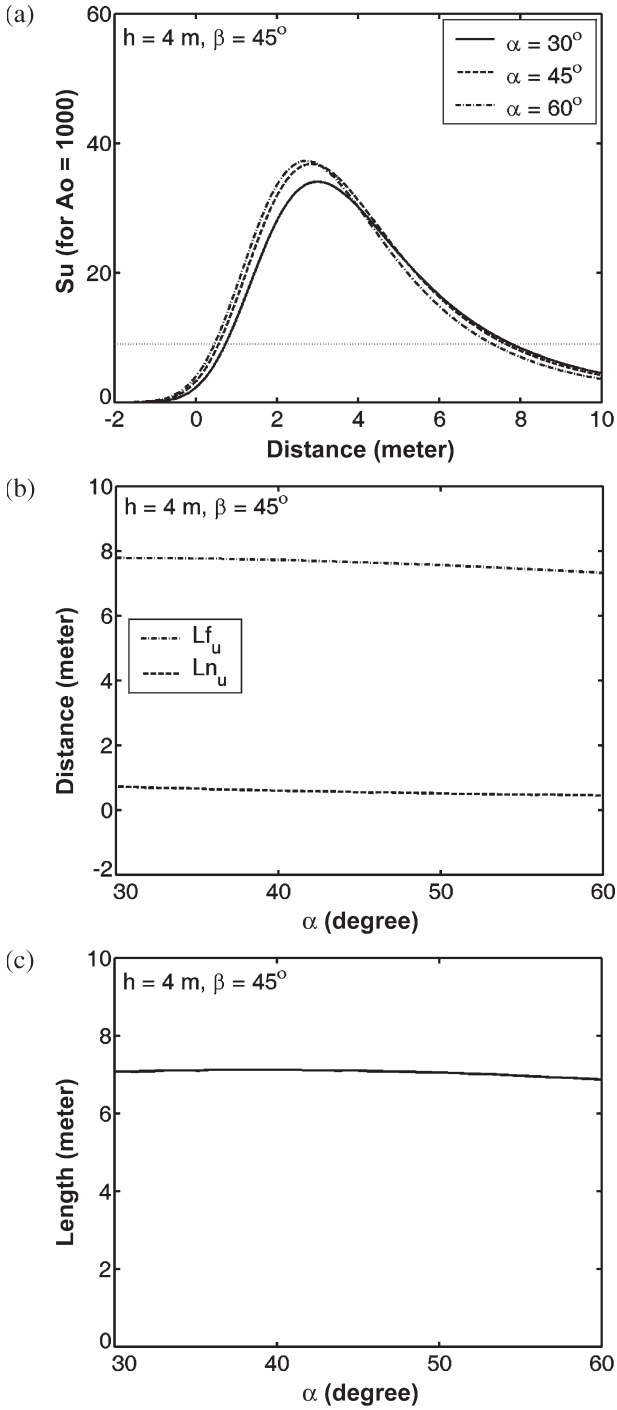 (a)
60
40
20
0
Su (for Ao = 1000)
h = 4 m, β = 45°
α = 30°
α = 45°
α = 60°
-2 0 2 4 6 8 10
Distance (meter)
(b)
10
8
6
4
2
0
-2
Distance (meter)
h = 4 m, β = 45°
Lf_u
Ln_u
30 40 50 60
α (degree)
(c)
10
8
6
4
2
0
Length (meter)
h = 4 m, β = 45°
30 40 50 60
α (degree)